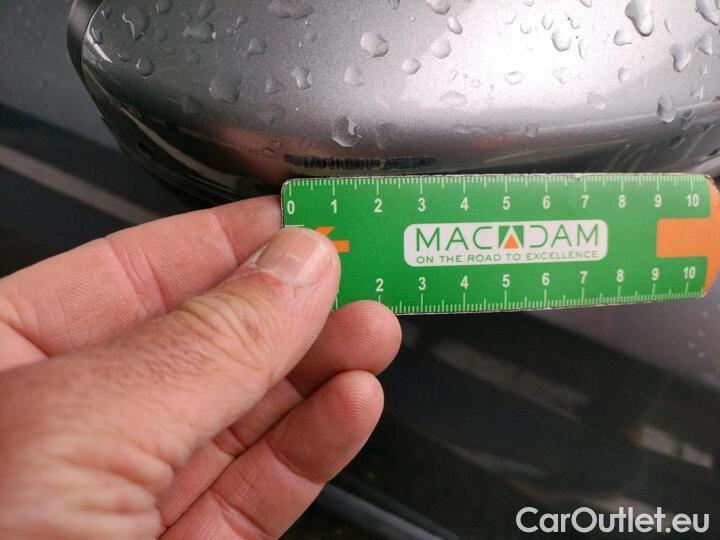 0 1 2 3 4 5 6 7 8 9 10
MACADAM
ON THE ROAD TO EXCELLENCE
1 2 3 4 5 6 7 8 9 10
CarOutlet.eu